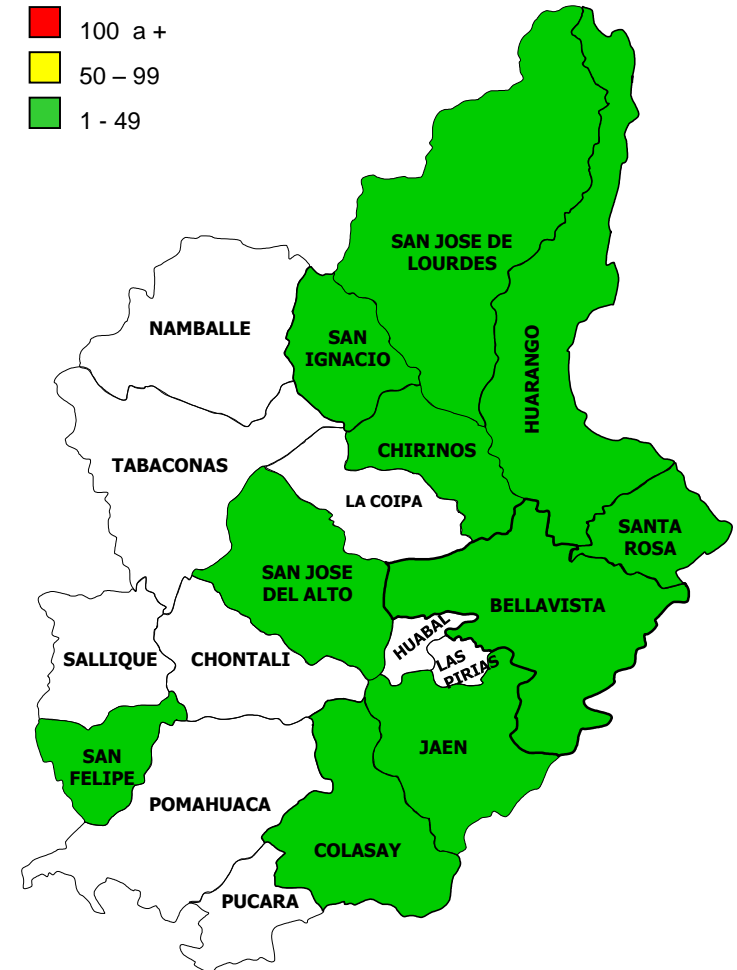 100 a +
50 – 99
1 - 49
SAN JOSE DE
LOURDES
NAMBALLE
SAN
IGNACIO
HUARANGO
CHIRINOS
TABACONAS
LA COIPA
SANTA
ROSA
SAN JOSE
DEL ALTO
BELLAVISTA
HUABAL
LAS
PIRIAS
SALLIQUE
CHONTALI
JAEN
SAN
FELIPE
POMAHUACA
COLASAY
PUCARA